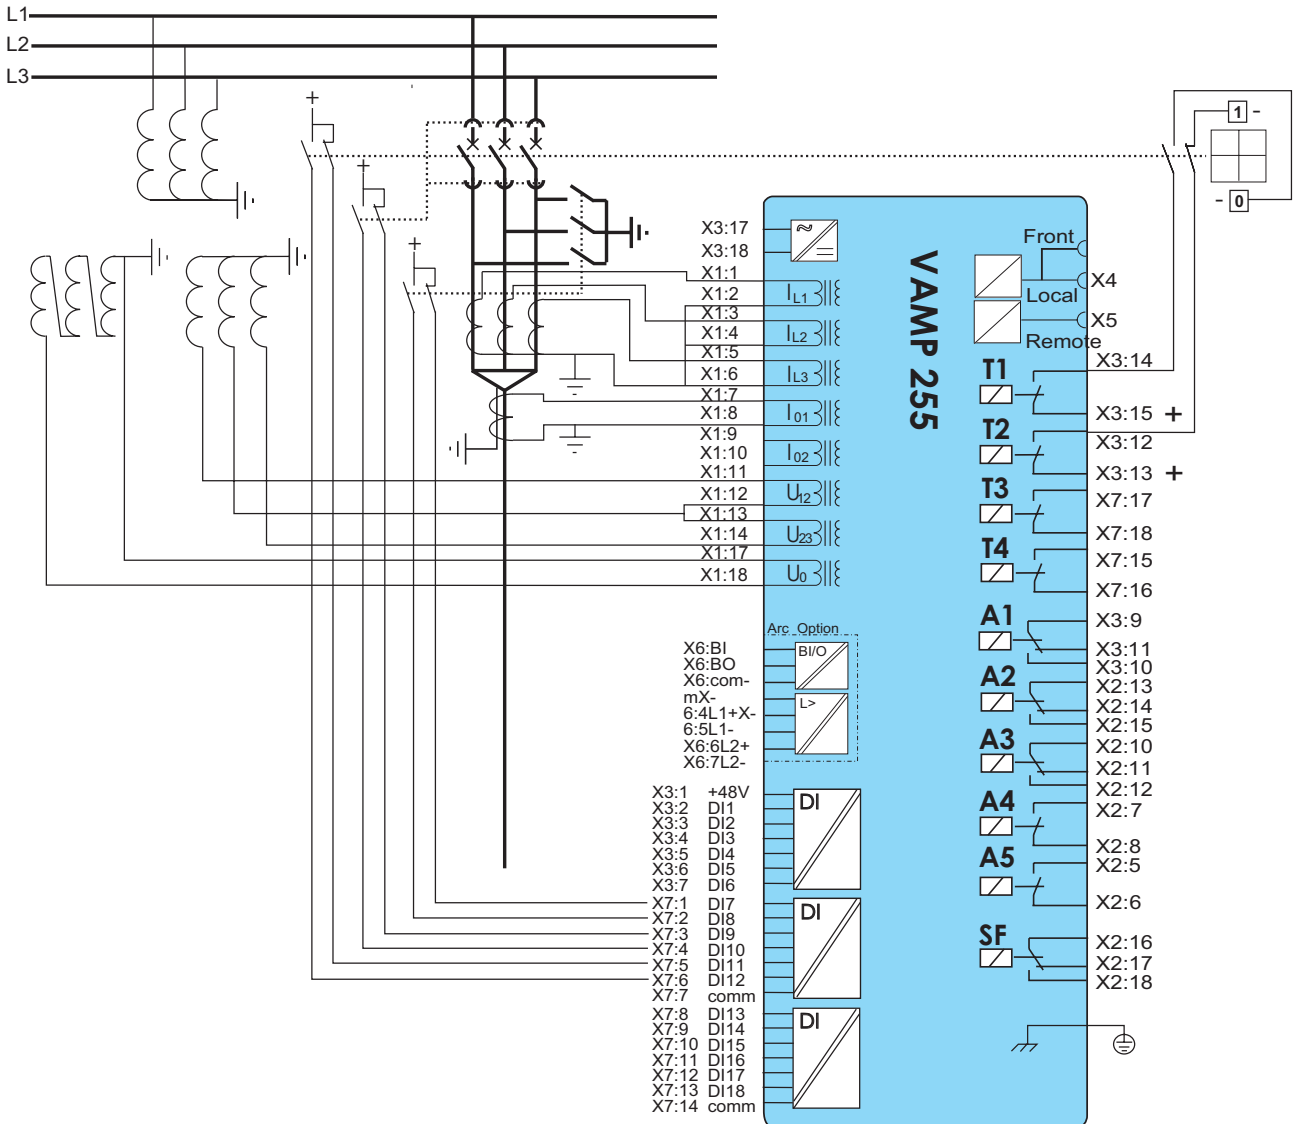 L1
L2
L3
+
+
+
1 -
- 0
X3:17
X3:18
X1:1
X1:2
X1:3
X1:4
X1:5
X1:6
X1:7
X1:8
X1:9
X1:10
X1:11
X1:12
X1:13
X1:14
X1:17
X1:18
~
IL1
IL2
IL3
I01
I02
U12
U23
U0
VAMP 255
Front
Local
X4
X5
Remote
T1
X3:14
X3:15 +
T2
X3:12
X3:13 +
T3
X7:17
X7:18
T4
X7:15
X7:16
A1
X3:9
X3:11
X3:10
A2
X2:13
X2:14
X2:15
A3
X2:10
X2:11
X2:12
A4
X2:7
X2:8
A5
X2:5
X2:6
SF
X2:16
X2:17
X2:18
Arc Option
X6:BI
X6:BO
X6:com-
mX-
6:4L1+X-
6:5L1-
X6:6L2+
X6:7L2-
BI/O
L>
X3:1 +48V
X3:2 DI1
X3:3 DI2
X3:4 DI3
X3:5 DI4
X3:6 DI5
X3:7 DI6
DI
X7:1 DI7
X7:2 DI8
X7:3 DI9
X7:4 DI10
X7:5 DI11
X7:6 DI12
X7:7 comm
DI
X7:8 DI13
X7:9 DI14
X7:10 DI15
X7:11 DI16
X7:12 DI17
X7:13 DI18
X7:14 comm
DI